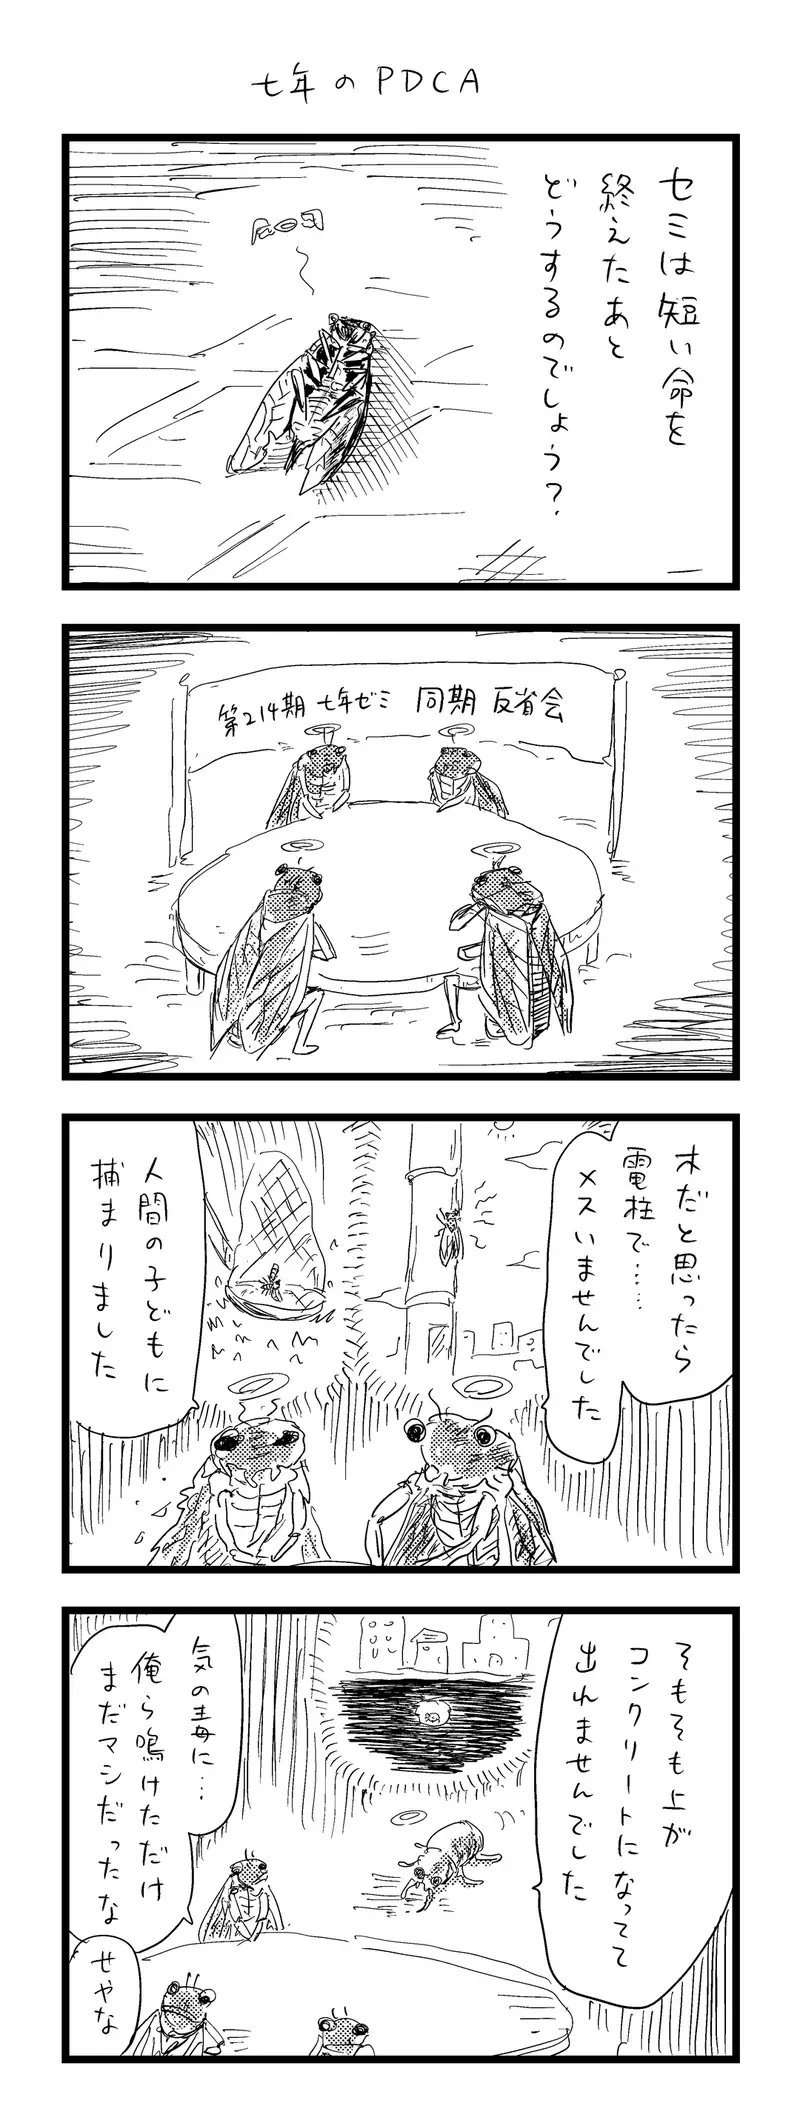 七年のPDCA
セミは短い命を
終えたあと
どうするのでしょう?
第214期 七年ゼミ 同期 反省会
木だと思ったら
電柱で……
メスいませんでした
人間の子どもに
捕まりました
そもそも上が
コンクリートになってて
出れませんでした
気の毒に…
俺ら鳴けただけ
まだマシだったな
せやな